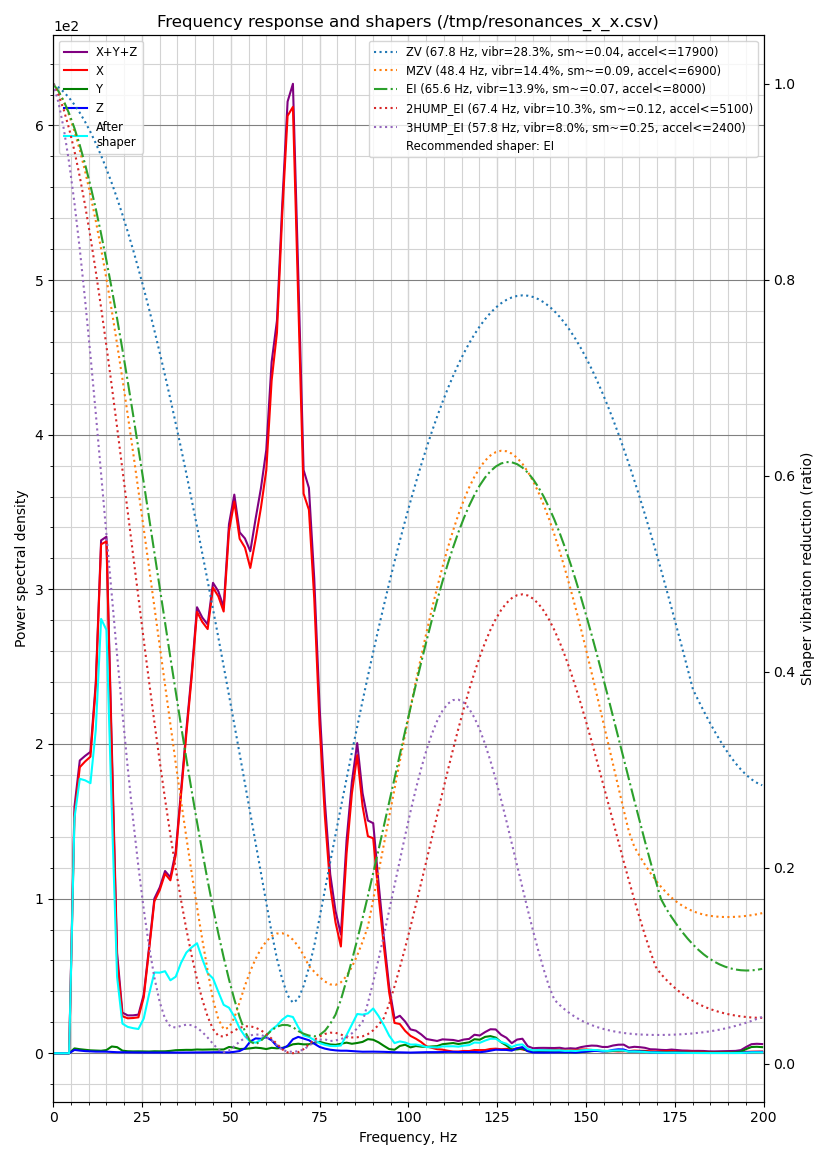 Frequency response and shapers (/tmp/resonances_x_x.csv)
1e2
X+Y+Z
X
Y
Z
After
shaper
ZV (67.8 Hz, vibr=28.3%, sm~=0.04, accel<=17900)
MZV (48.4 Hz, vibr=14.4%, sm~=0.09, accel<=6900)
EI (65.6 Hz, vibr=13.9%, sm~=0.07, accel<=8000)
2HUMP_EI (67.4 Hz, vibr=10.3%, sm~=0.12, accel<=5100)
3HUMP_EI (57.8 Hz, vibr=8.0%, sm~=0.25, accel<=2400)
Recommended shaper: EI
6
5
4
3
2
1
0
Power spectral density
1.0
0.8
0.6
0.4
0.2
0.0
Shaper vibration reduction (ratio)
0 25 50 75 100 125 150 175 200
Frequency, Hz